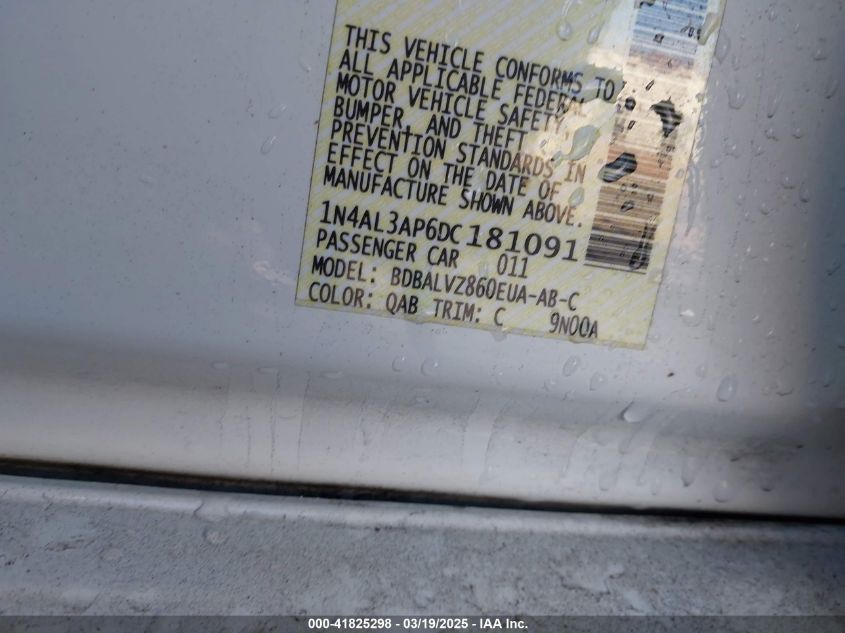 THIS VEHICLE CONFORMS TO
ALL APPLICABLE FEDERAL
MOTOR VEHICLE SAFETY,
BUMPER, AND THEFT
PREVENTION STANDARDS IN
EFFECT ON THE DATE OF
MANUFACTURE SHOWN ABOVE.
1N4AL3AP6DC181091
PASSENGER CAR 011
MODEL: BDBALVZ860EUA-AB-C
COLOR: QAB TRIM: C 9N00A
000-41825298 - 03/19/2025 - IAA Inc.